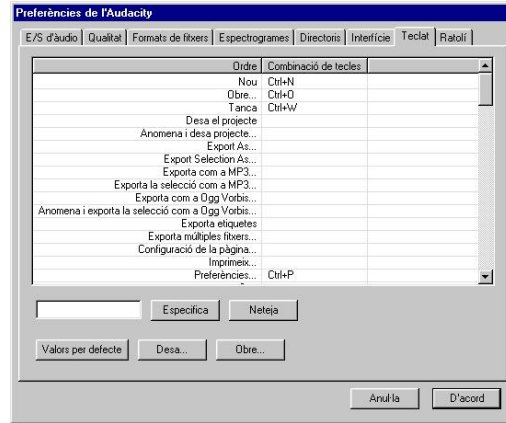 Preferències de l'Audacity
E/S d'àudio Qualitat Formats de fitxers Espectrogrames Directoris Interfície Teclat Ratolí
Ordre Combinació de tecles
Nou Ctrl+N
Obre... Ctrl+O
Tanca Ctrl+W
Desa el projecte
Anomena i desa projecte...
Export As...
Export Selection As...
Exporta com a MP3...
Exporta la selecció com a MP3...
Exporta com a Ogg Vorbis...
Anomena i exporta la selecció com a Ogg Vorbis...
Exporta etiquetes
Exporta múltiples fitxers...
Configuració de la pàgina...
Imprimeix...
Preferències... Ctrl+P
Especifica Neteja
Valors per defecte Desa... Obre...
Anul·la D'acord